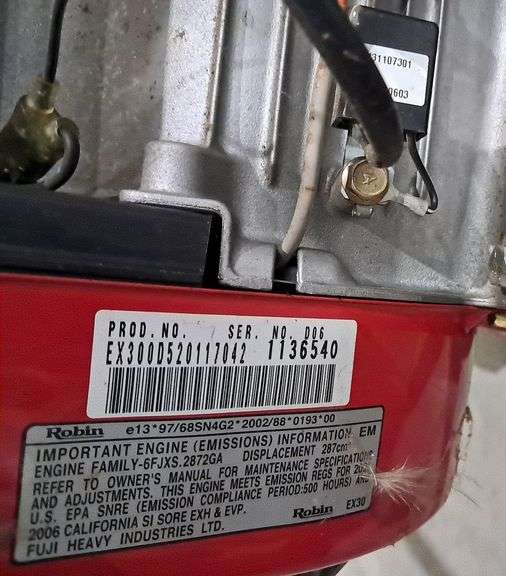 31107301
0603
PROD. NO. SER. NO. D06
EX300D520117042 1136540
Robin e13*97/68SN4G2*2002/88*0193*00
IMPORTANT ENGINE (EMISSIONS) INFORMATION. EM
ENGINE FAMILY-6FJXS.2872GA DISPLACEMENT 287cm³
REFER TO OWNER'S MANUAL FOR MAINTENANCE SPECIFICATIONS
AND ADJUSTMENTS. THIS ENGINE MEETS EMISSION REGS FOR
U.S. EPA SNRE (EMISSION COMPLIANCE PERIOD:500 HOURS) AND
2006 CALIFORNIA SI SORE EXH & EVP.
FUJI HEAVY INDUSTRIES LTD. Robin EX30